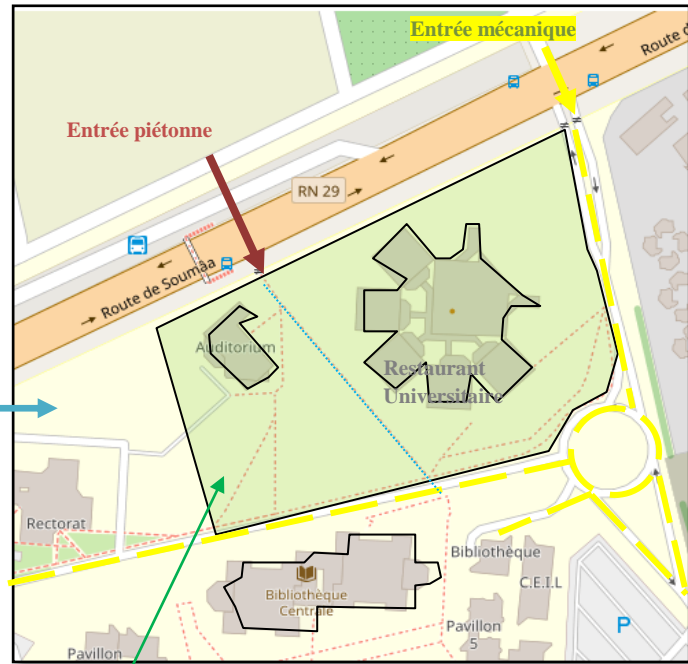 Entrée mécanique
Route d
Entrée piétonne
RN 29
Route de Soumâa
Auditorium
Restaurant
Universitaire
Rectorat
Bibliothèque
Centrale
Bibliothèque
C.E.I.L
Pavillon
5
P
Pavillon